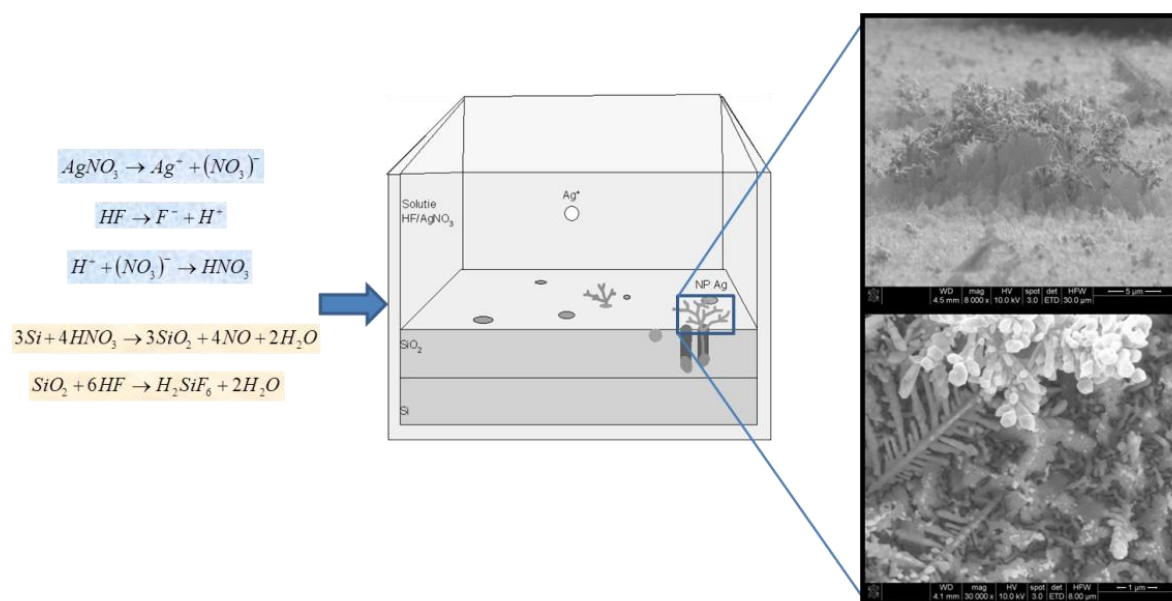 AgNO₃ → Ag⁺ + (NO₃)⁻
HF → F⁻ + H⁺
H⁺ + (NO₃)⁻ → HNO₃
3Si + 4HNO₃ → 3SiO₂ + 4NO + 2H₂O
SiO₂ + 6HF → H₂SiF₆ + 2H₂O
Solutie
HF/AgNO₃
Ag⁺
NP Ag
SiO₂
Si
WD mag HV spot det HFW 5 µm
4.5 mm 8 000 x 10.0 kV 3.0 ETD 30.0 µm
WD mag HV spot det HFW 1 µm
4.1 mm 30 000 x 10.0 kV 3.0 ETD 8.00 µm